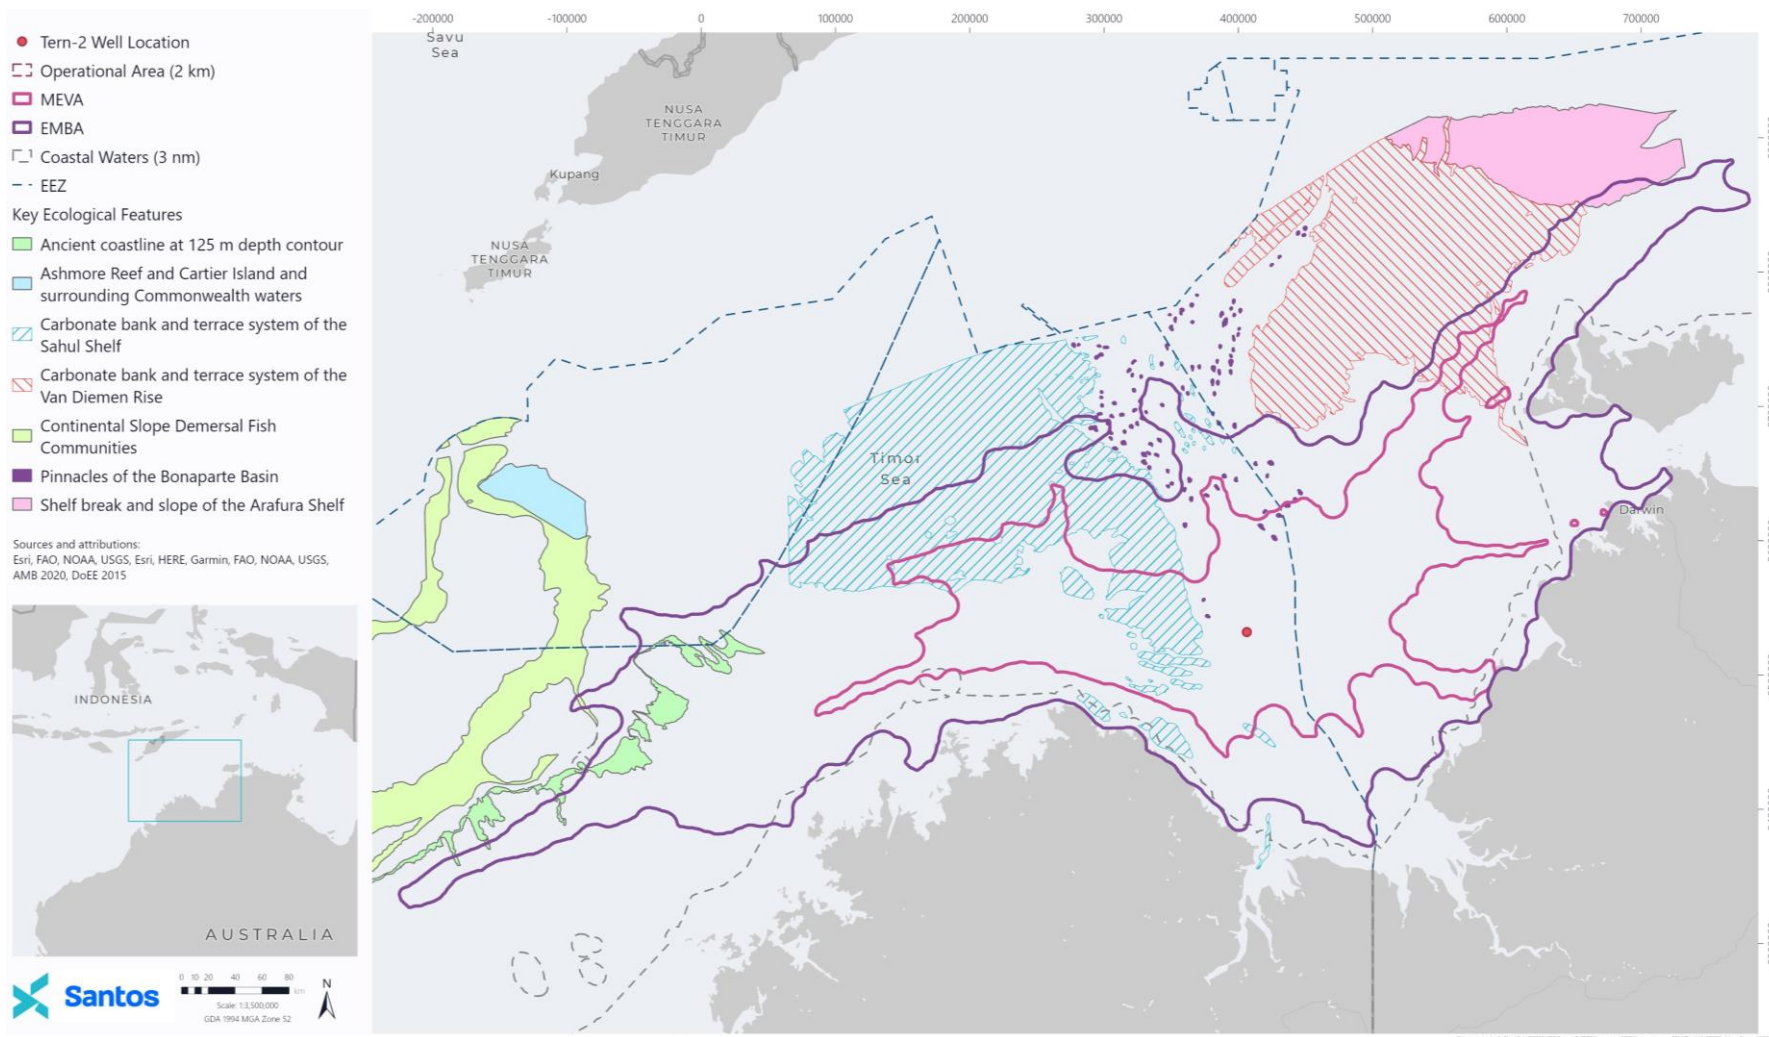 -200000 -100000 0 100000 200000 300000 400000 500000 600000 700000
Tern-2 Well Location
Operational Area (2 km)
MEVA
EMBA
Coastal Waters (3 nm)
EEZ
Key Ecological Features
Ancient coastline at 125 m depth contour
Ashmore Reef and Cartier Island and
surrounding Commonwealth waters
Carbonate bank and terrace system of the
Sahul Shelf
Carbonate bank and terrace system of the
Van Diemen Rise
Continental Slope Demersal Fish
Communities
Pinnacles of the Bonaparte Basin
Shelf break and slope of the Arafura Shelf
Sources and attributions:
Esri, FAO, NOAA, USGS, Esri, HERE, Garmin, FAO, NOAA, USGS,
AMB 2020, DoEE 2015
INDONESIA
AUSTRALIA
Santos
0 10 20 40 60 80
km
Scale: 1:3,500,000
GDA 1994 MGA Zone 52
N
Savu
Sea
NUSA
TENGGARA
TIMUR
Kupang
NUSA
TENGGARA
TIMUR
Timor
Sea
Darwin